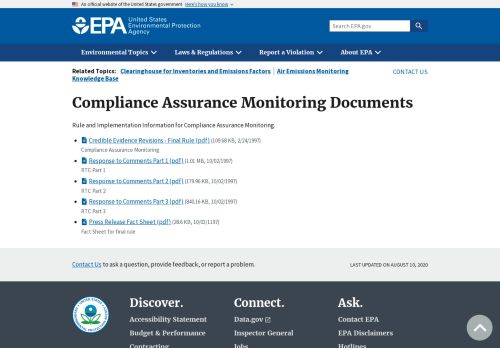 An official website of the United States government Here's how you know
EPA United States
Environmental Protection
Agency
Search EPA.gov
Environmental Topics Laws & Regulations Report a Violation About EPA
Related Topics: Clearinghouse for Inventories and Emissions Factors | Air Emissions Monitoring
Knowledge Base
CONTACT US
Compliance Assurance Monitoring Documents
Rule and Implementation Information for Compliance Assurance Monitoring.
Credible Evidence Revisions - Final Rule (pdf) (109.68 KB, 2/24/1997)
Compliance Assurance Monitoring
Response to Comments Part 1 (pdf) (1.01 MB, 10/02/1997)
RTC Part 1
Response to Comments Part 2 (pdf) (179.96 KB, 10/02/1997)
RTC Part 2
Response to Comments Part 3 (pdf) (840.16 KB, 10/02/1997)
RTC Part 3
Press Release Fact Sheet (pdf) (28.6 KB, 10/01/1197)
Fact Sheet for final rule
Contact Us to ask a question, provide feedback, or report a problem.
LAST UPDATED ON AUGUST 10, 2020
Discover. Connect. Ask.
Accessibility Statement Data.gov Contact EPA
Budget & Performance Inspector General EPA Disclaimers
Contracting Jobs Hotlines